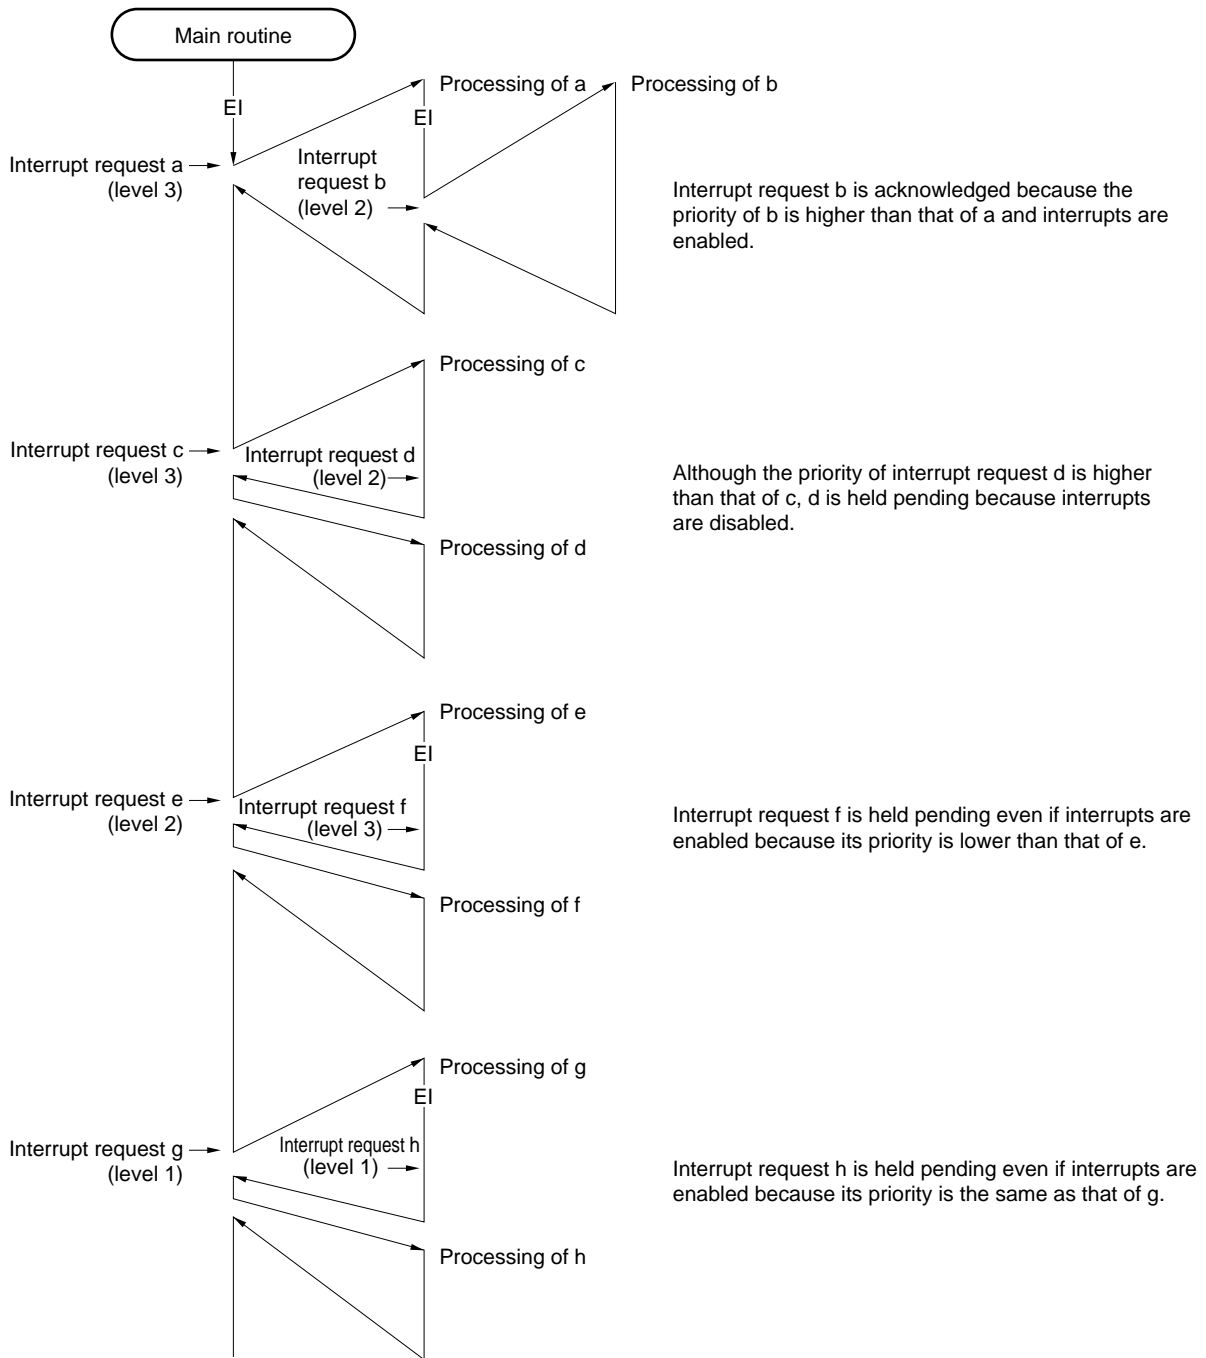 Main routine
EI
Processing of a
Processing of b
EI
Interrupt request a
(level 3)
Interrupt
request b
(level 2)
Interrupt request b is acknowledged because the
priority of b is higher than that of a and interrupts are
enabled.
Processing of c
Interrupt request c
(level 3)
Interrupt request d
(level 2)
Although the priority of interrupt request d is higher
than that of c, d is held pending because interrupts
are disabled.
Processing of d
Processing of e
EI
Interrupt request e
(level 2)
Interrupt request f
(level 3)
Interrupt request f is held pending even if interrupts are
enabled because its priority is lower than that of e.
Processing of f
Processing of g
EI
Interrupt request g
(level 1)
Interrupt request h
(level 1)
Interrupt request h is held pending even if interrupts are
enabled because its priority is the same as that of g.
Processing of h